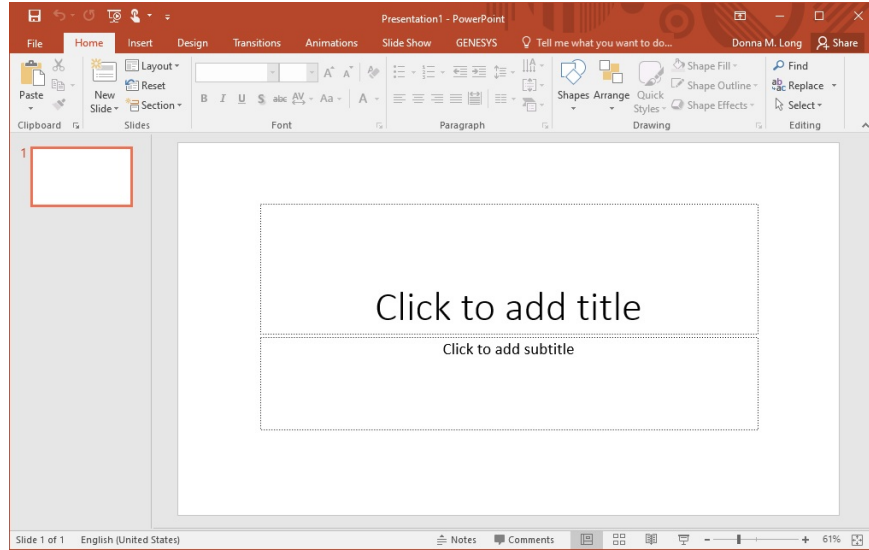 Presentation1 - PowerPoint
File Home Insert Design Transitions Animations Slide Show GENESYS Tell me what you want to do... Donna M. Long Share
Paste
New
Slide
Layout
Reset
Section
B I U S abc AV Aa A
A A
Shapes Arrange Quick
Styles
Shape Fill
Shape Outline
Shape Effects
Find
Replace
Select
Clipboard Slides Font Paragraph Drawing Editing
1
Click to add title
Click to add subtitle
Slide 1 of 1 English (United States) Notes Comments 61%